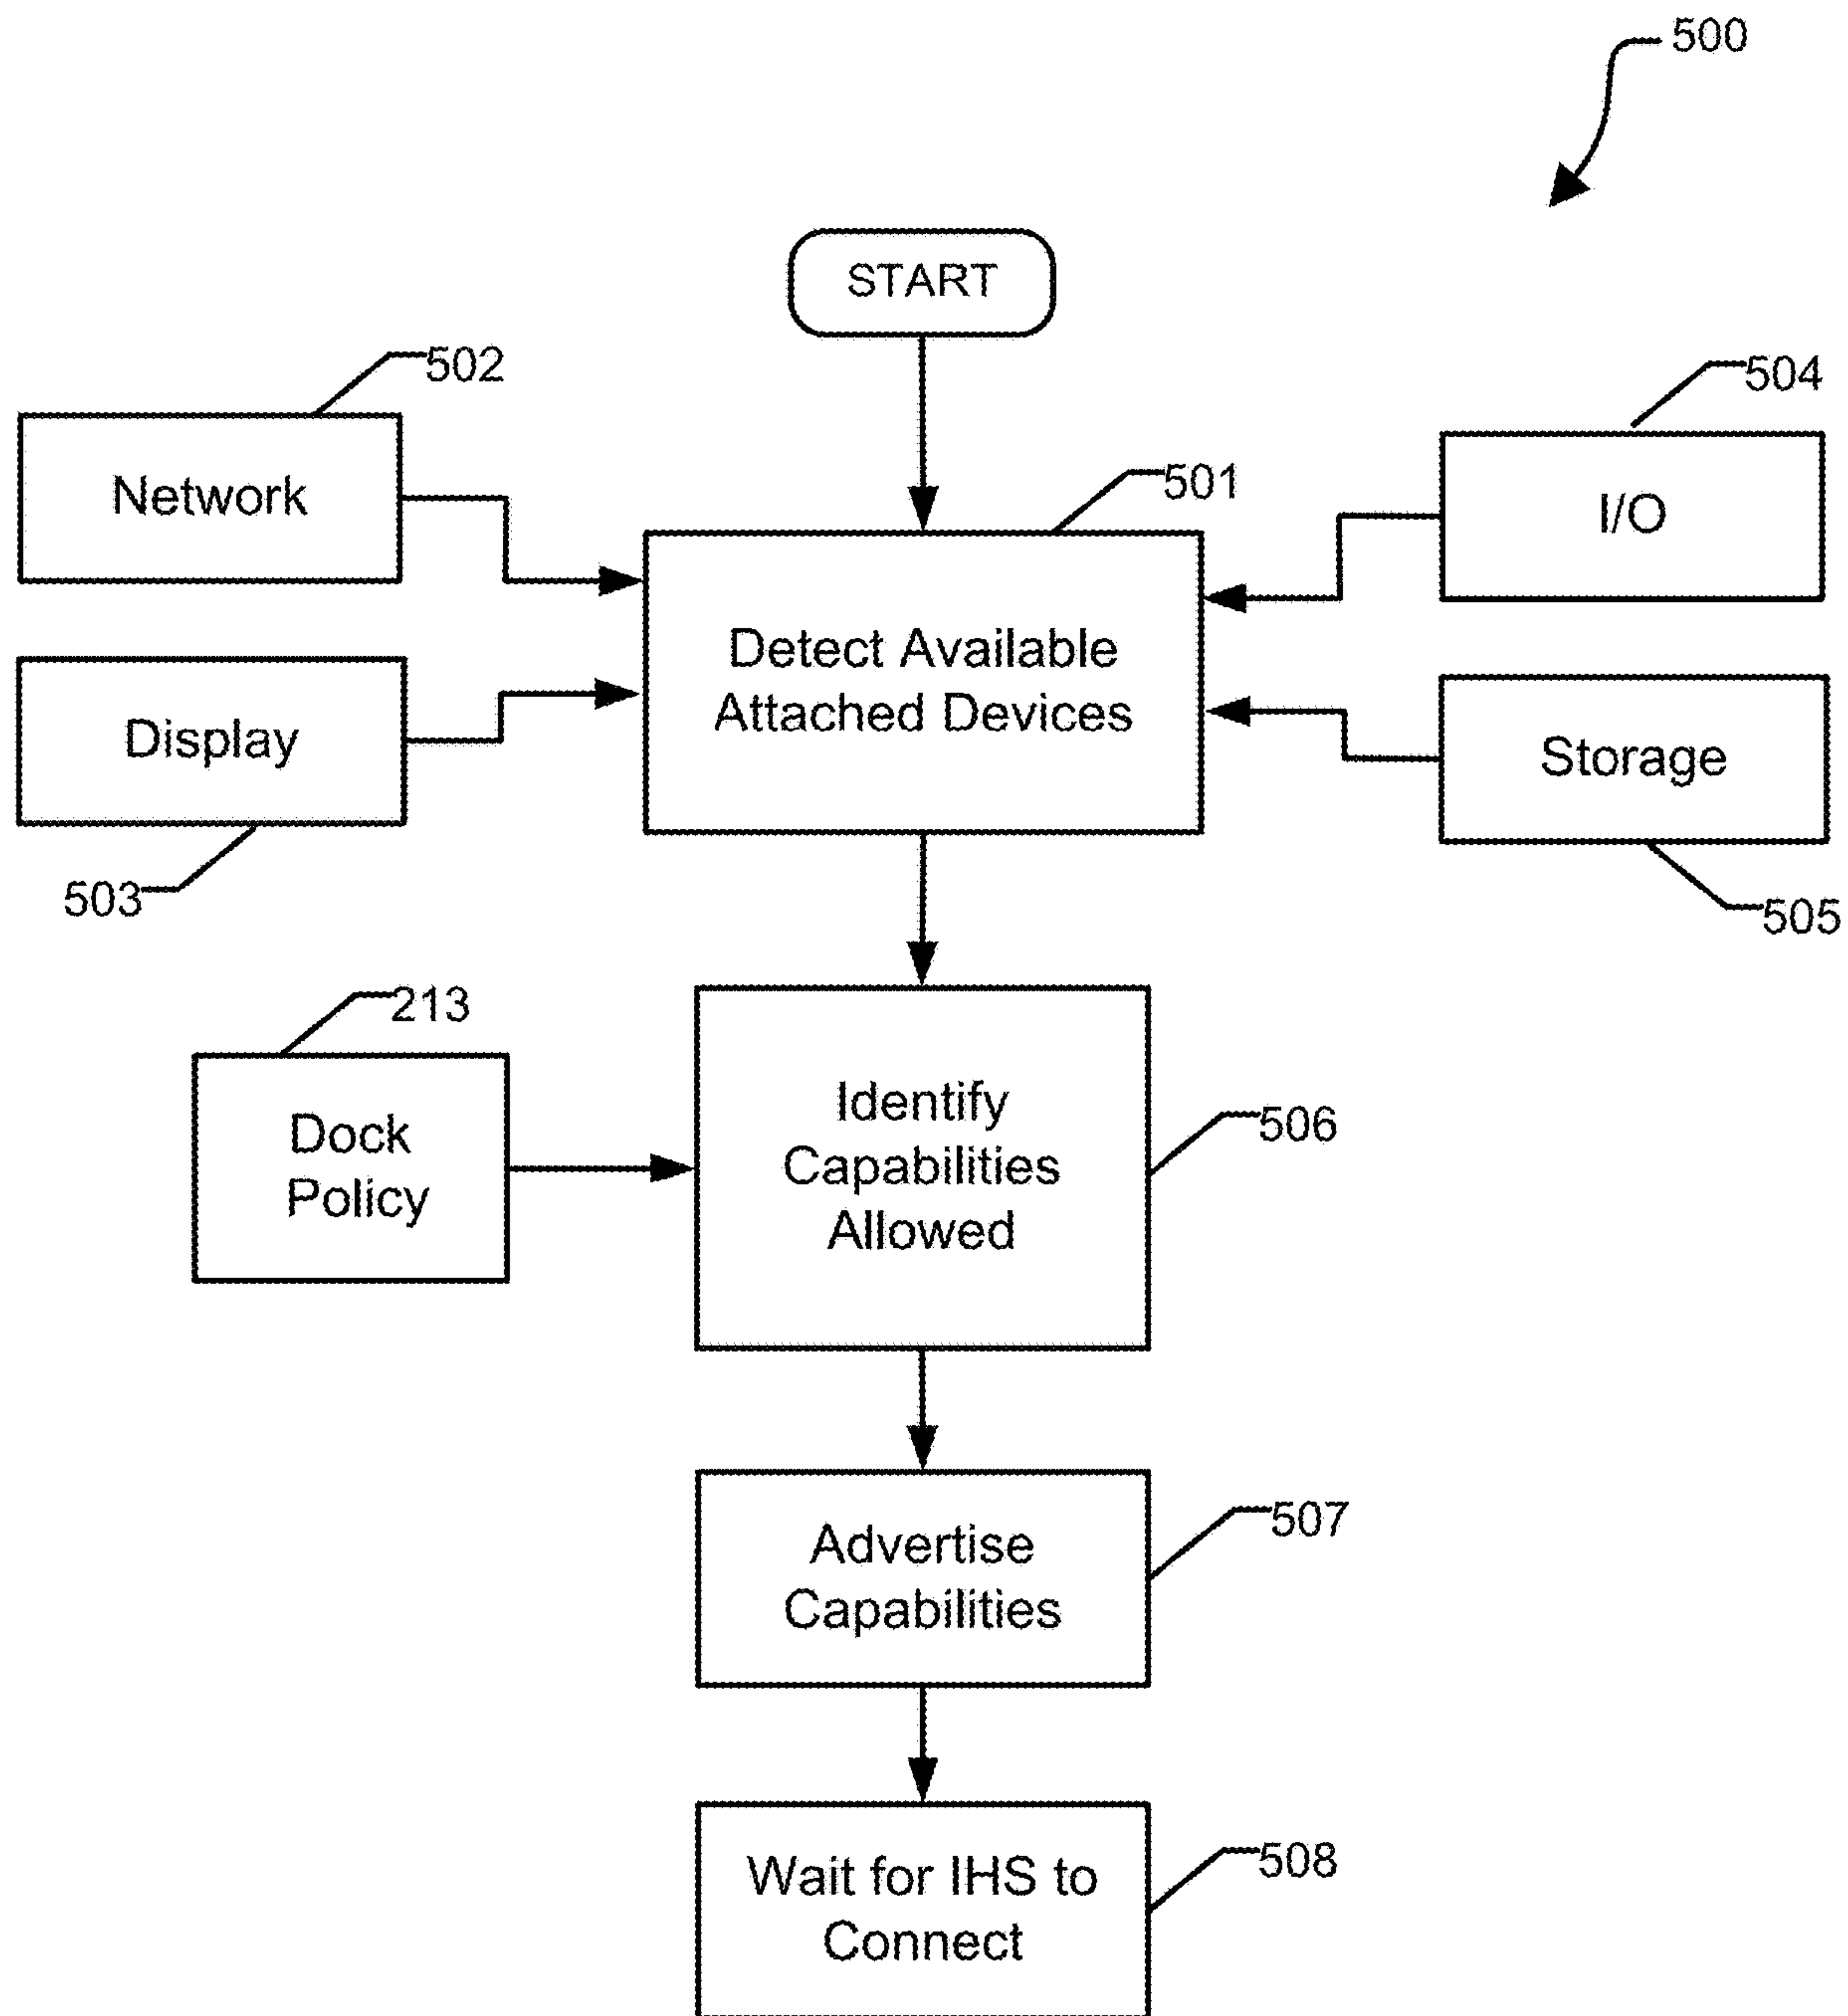 500
START
502
Network
504
I/O
501
Detect Available
Attached Devices
Display
503
Storage
505
213
Dock
Policy
Identify
Capabilities
Allowed
506
Advertise
Capabilities
507
Wait for IHS to
Connect
508